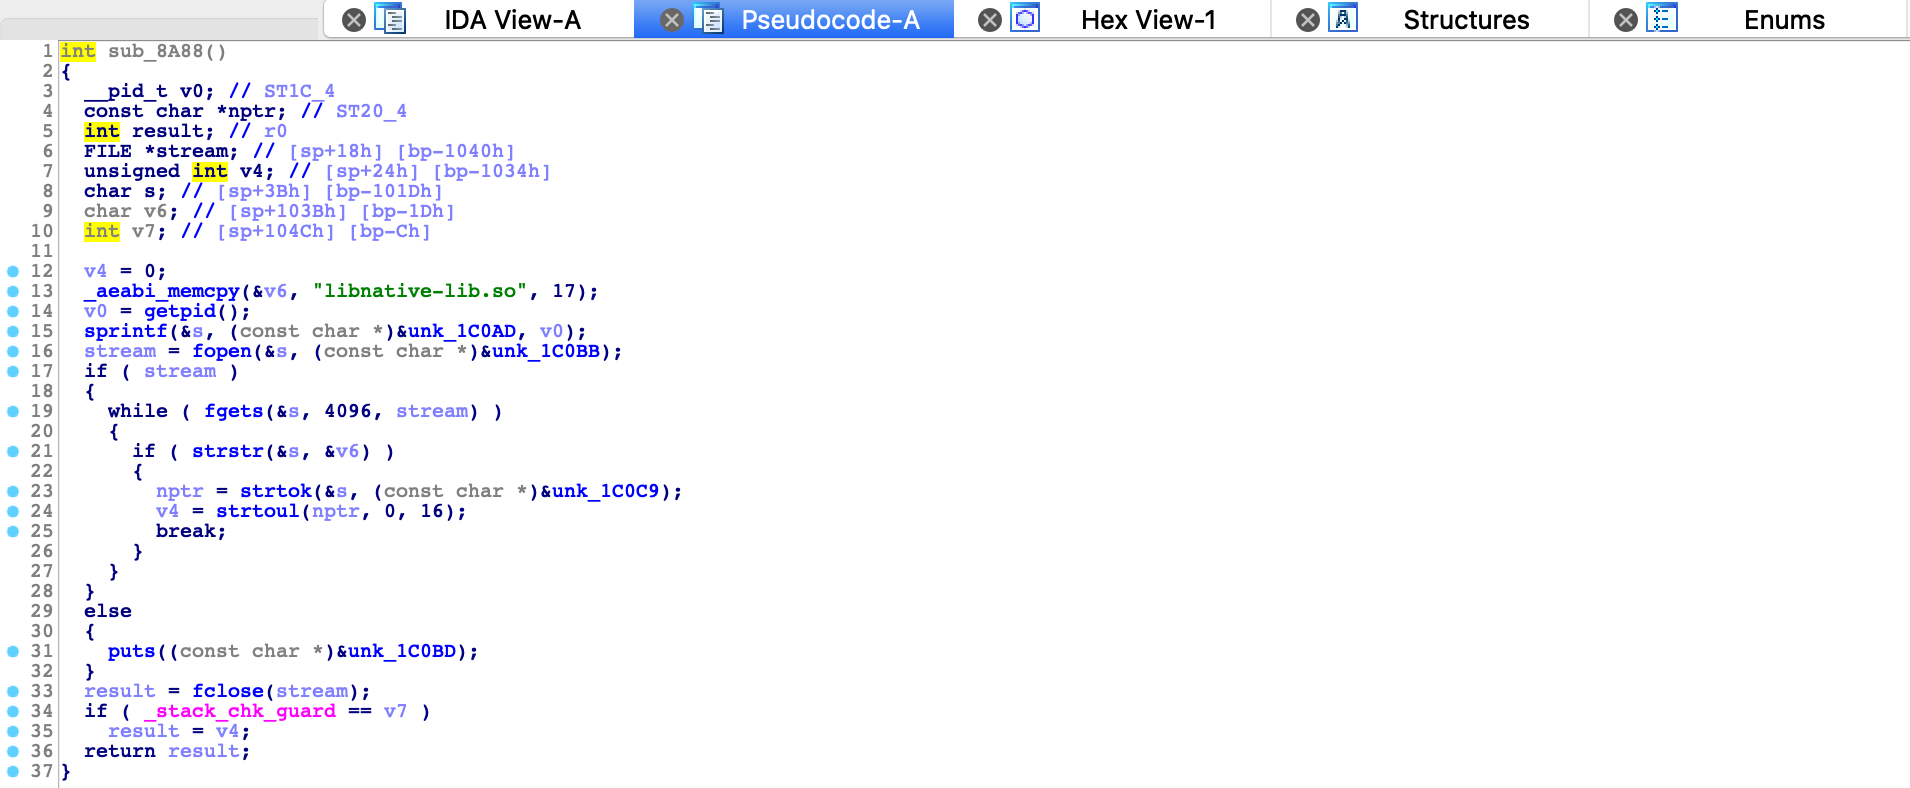 IDA View-A Pseudocode-A Hex View-1 Structures Enums
1 int sub_8A88()
2 {
3 __pid_t v0; // ST1C_4
4 const char *nptr; // ST20_4
5 int result; // r0
6 FILE *stream; // [sp+18h] [bp-1040h]
7 unsigned int v4; // [sp+24h] [bp-1034h]
8 char s; // [sp+3Bh] [bp-101Dh]
9 char v6; // [sp+103Bh] [bp-1Dh]
10 int v7; // [sp+104Ch] [bp-Ch]
11
12 v4 = 0;
13 _aeabi_memcpy(&v6, "libnative-lib.so", 17);
14 v0 = getpid();
15 sprintf(&s, (const char *)&unk_1C0AD, v0);
16 stream = fopen(&s, (const char *)&unk_1C0BB);
17 if ( stream )
18 {
19 while ( fgets(&s, 4096, stream) )
20 {
21 if ( strstr(&s, &v6) )
22 {
23 nptr = strtok(&s, (const char *)&unk_1C0C9);
24 v4 = strtoul(nptr, 0, 16);
25 break;
26 }
27 }
28 }
29 else
30 {
31 puts((const char *)&unk_1C0BD);
32 }
33 result = fclose(stream);
34 if ( _stack_chk_guard == v7 )
35 result = v4;
36 return result;
37 }